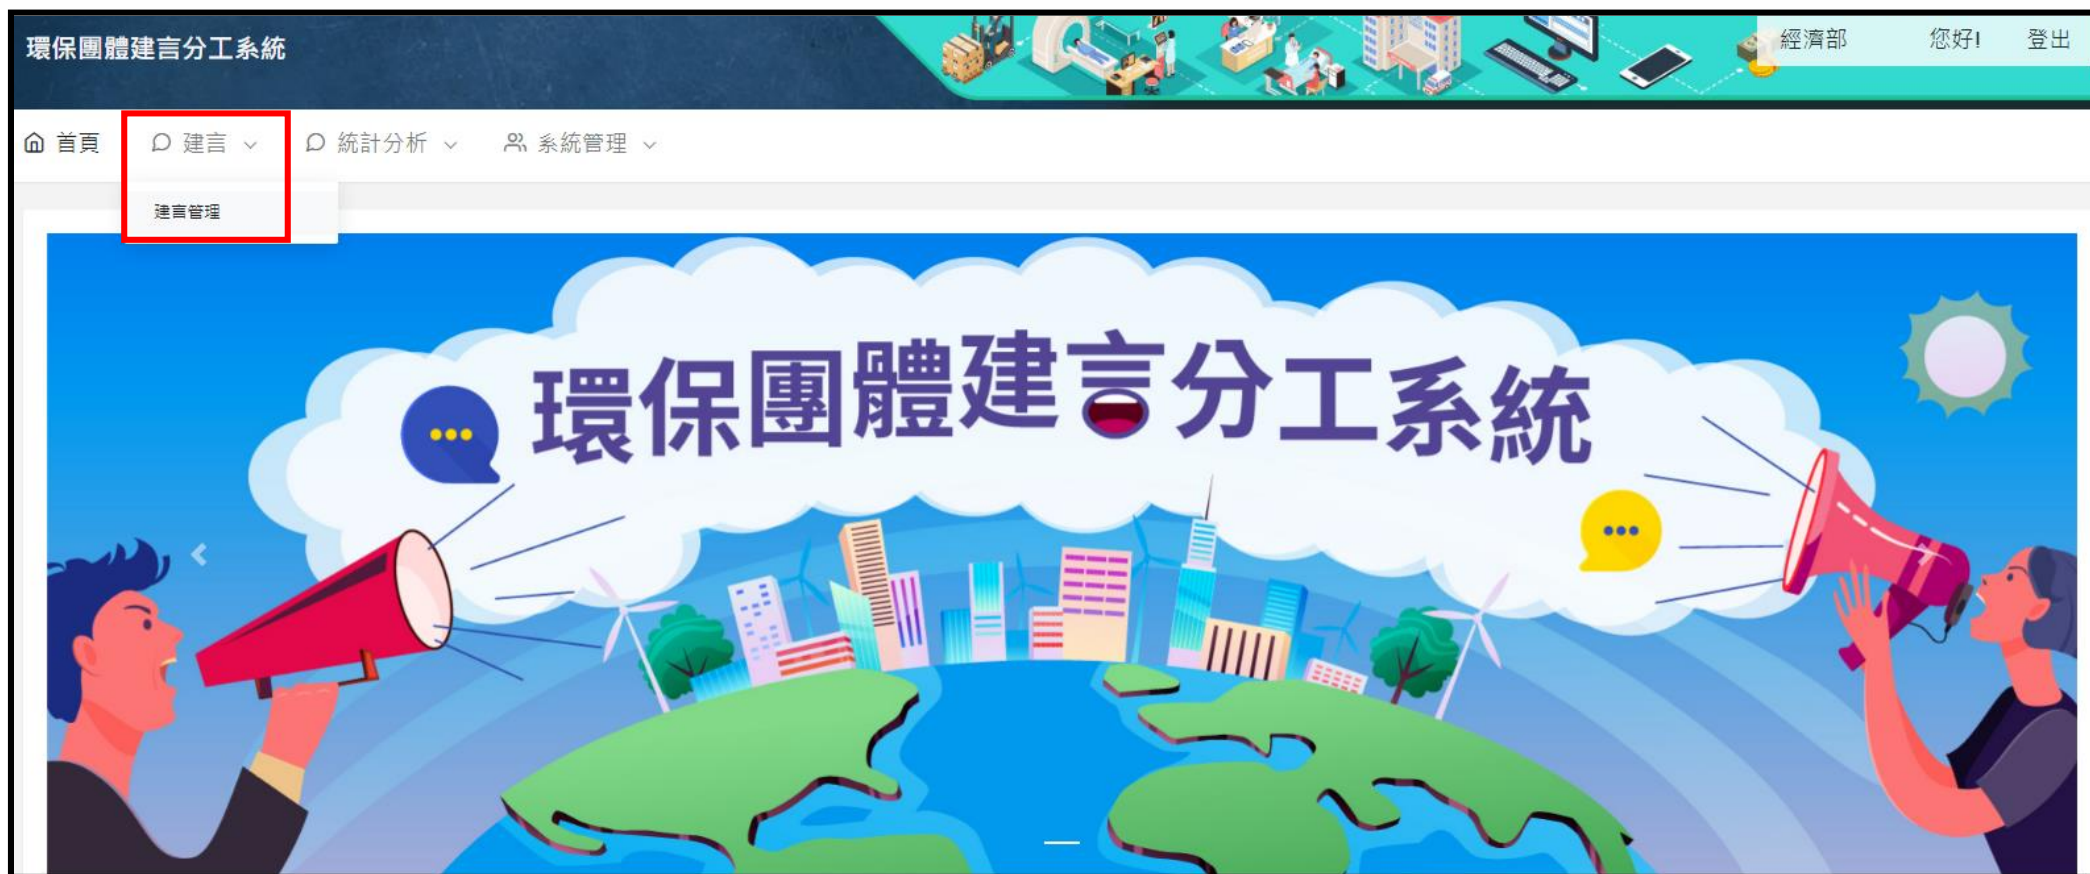 環保團體建言分工系統
經濟部 您好! 登出
首頁 建言 統計分析 系統管理
建言管理
環保團體建言分工系統